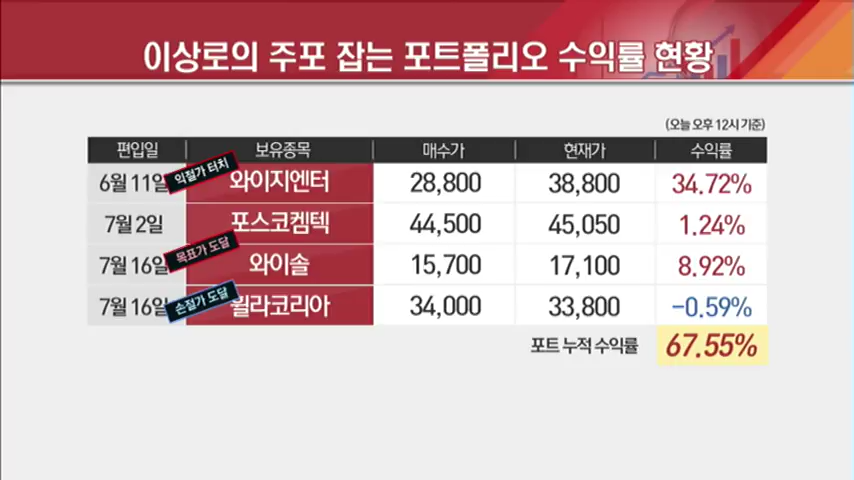 이상로의 주포 잡는 포트폴리오 수익률 현황
(오늘 오후 12시 기준)
편입일 보유종목 매수가 현재가 수익률
익절가 터치
6월 11일 와이지엔터 28,800 38,800 34.72%
7월 2일 포스코켐텍 44,500 45,050 1.24%
목표가 도달
7월 16일 와이솔 15,700 17,100 8.92%
손절가 도달
7월 16일 윌라코리아 34,000 33,800 -0.59%
포트 누적 수익률 67.55%